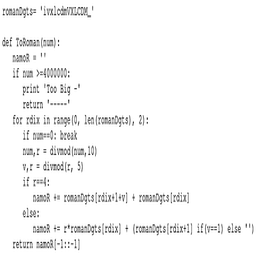 romanDgts= 'ivxlcdmVXLCDM_'
def ToRoman(num):
namoR = ''
if num >=4000000:
print 'Too Big -'
return '-----'
for rdix in range(0, len(romanDgts), 2):
if num==0: break
num,r = divmod(num,10)
v,r = divmod(r, 5)
if r==4:
namoR += romanDgts[rdix+1+v] + romanDgts[rdix]
else:
namoR += r*romanDgts[rdix] + (romanDgts[rdix+1] if(v==1) else '')
return namoR[-1::-1]